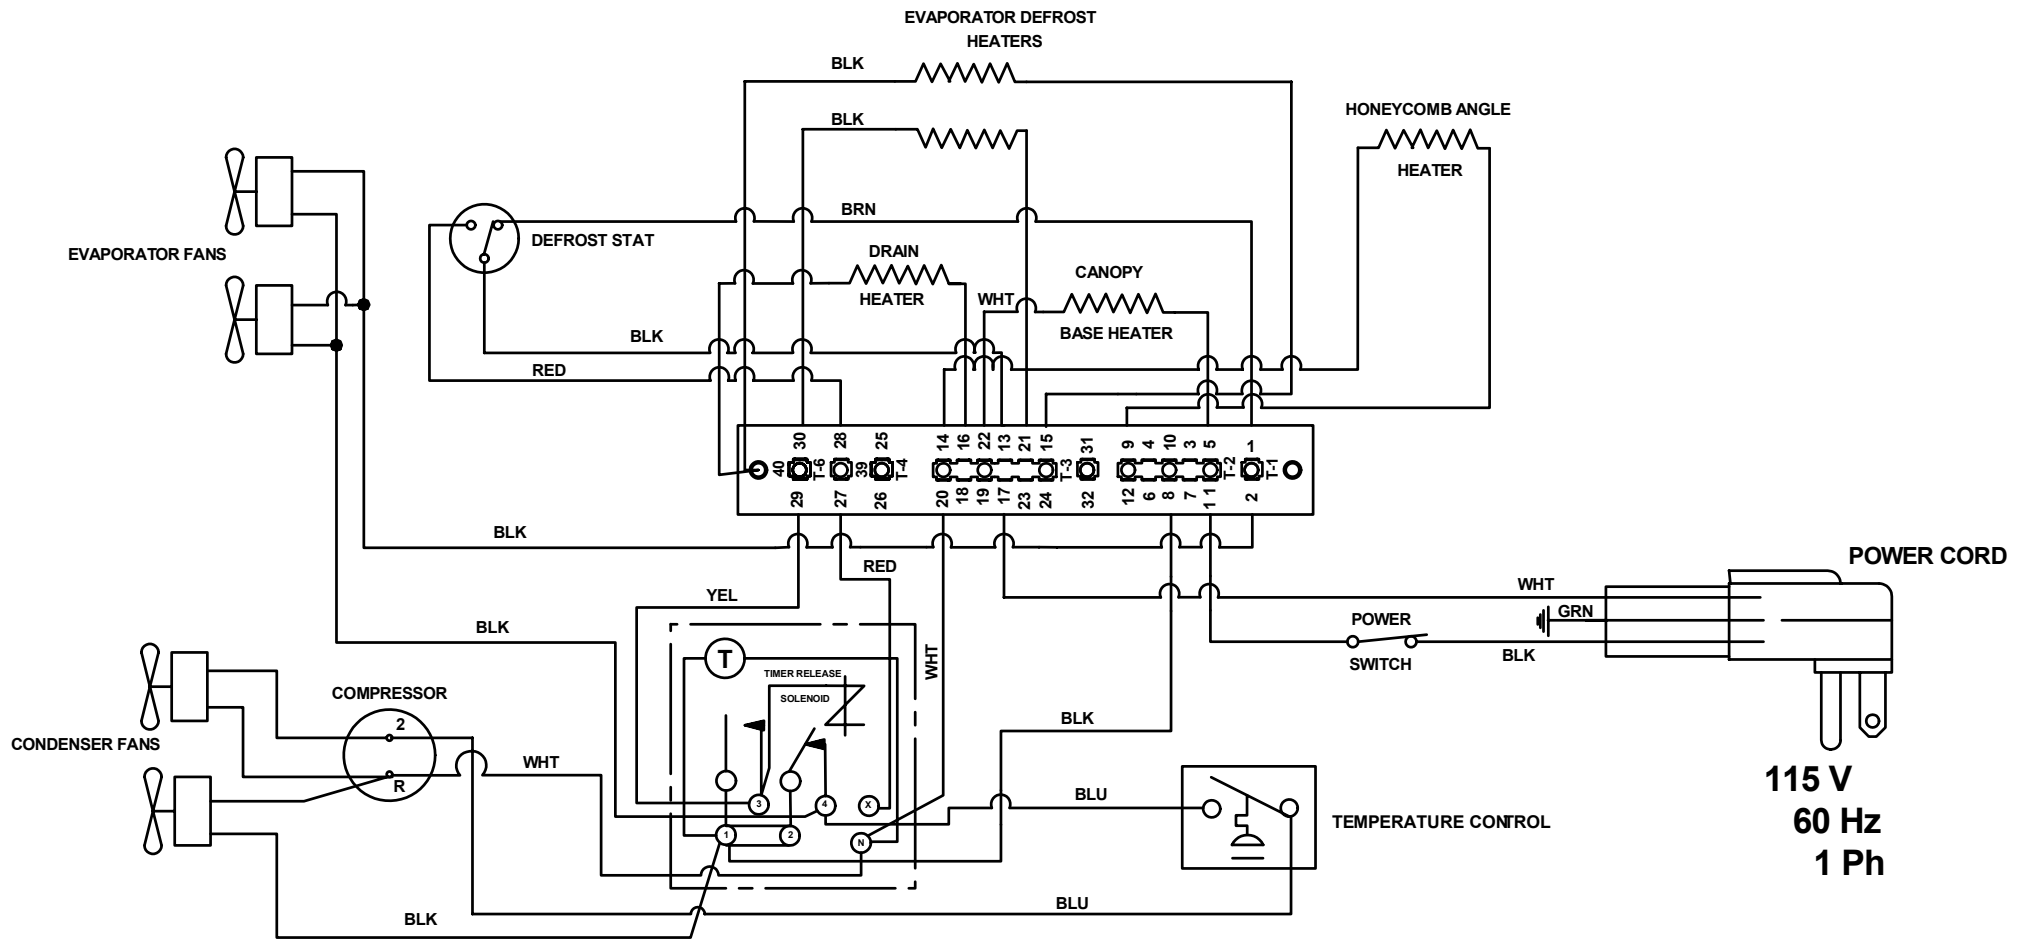 EVAPORATOR DEFROST
HEATERS
BLK
BLK
HONEYCOMB ANGLE
HEATER
EVAPORATOR FANS
DEFROST STAT
BRN
DRAIN
HEATER
CANOPY
WHT
BASE HEATER
BLK
RED
30 28 25 14 16 22 13 21 15 31 9 4 10 3 5 1
40 T-6 39 T-4 T-3 T-2 T-1
29 27 26 20 18 19 17 23 24 32 12 6 8 7 11 2
BLK
RED
YEL
BLK
WHT
POWER CORD
WHT
GRN
POWER
SWITCH
BLK
T
TIMER RELEASE
SOLENOID
COMPRESSOR
2
R
CONDENSER FANS
WHT
BLK
3
4
X
1
2
N
BLU
TEMPERATURE CONTROL
BLU
BLK
115 V
60 Hz
1 Ph